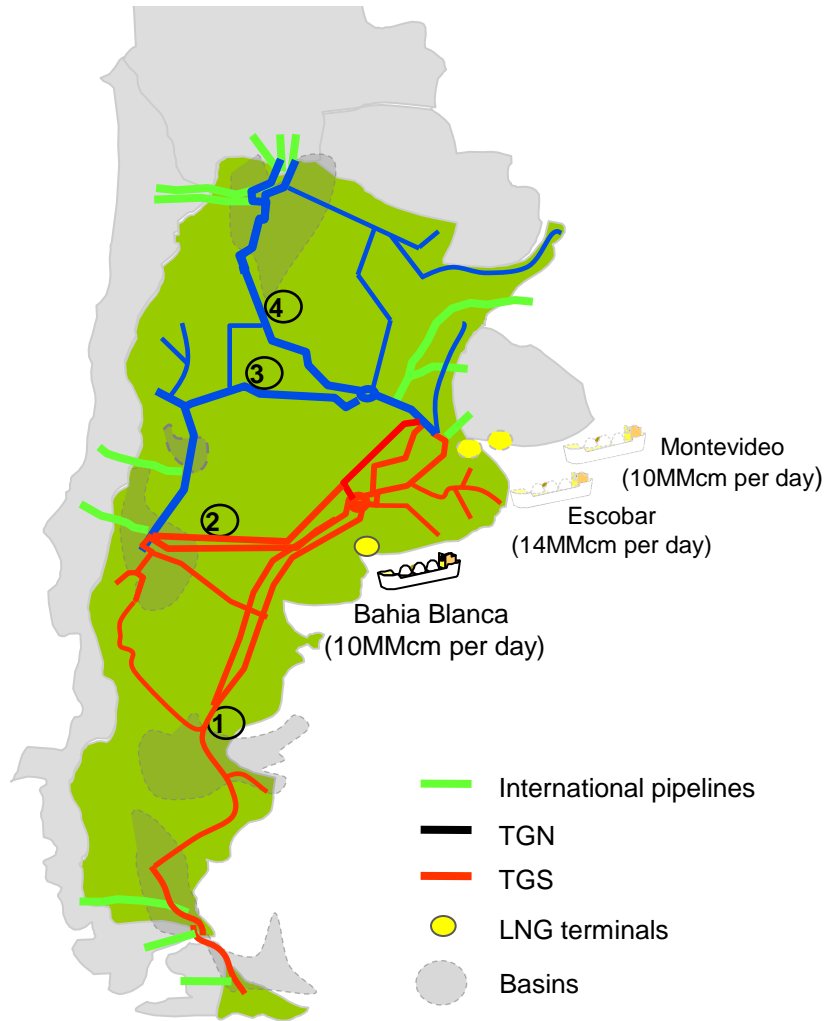 4
3
Montevideo
(10MMcm per day)
2
Escobar
(14MMcm per day)
Bahia Blanca
(10MMcm per day)
1
International pipelines
TGN
TGS
LNG terminals
Basins